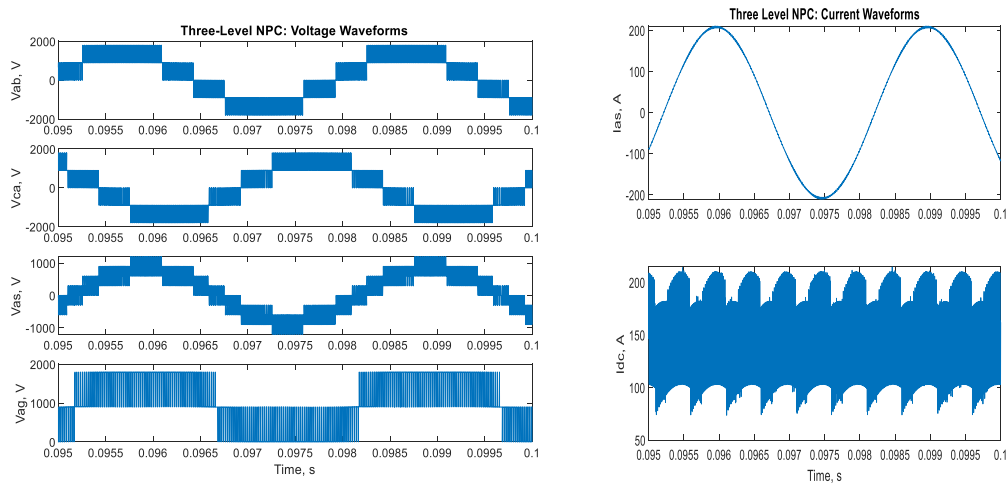 Three-Level NPC: Voltage Waveforms
2000
0
-2000
Vab, V
0.095 0.0955 0.096 0.0965 0.097 0.0975 0.098 0.0985 0.099 0.0995 0.1
2000
0
-2000
Vca, V
0.095 0.0955 0.096 0.0965 0.097 0.0975 0.098 0.0985 0.099 0.0995 0.1
1000
0
-1000
Vas, V
0.095 0.0955 0.096 0.0965 0.097 0.0975 0.098 0.0985 0.099 0.0995 0.1
2000
1000
0
Vag, V
0.095 0.0955 0.096 0.0965 0.097 0.0975 0.098 0.0985 0.099 0.0995 0.1
Time, s
Three Level NPC: Current Waveforms
200
100
0
-100
-200
Ias, A
0.095 0.0955 0.096 0.0965 0.097 0.0975 0.098 0.0985 0.099 0.0995 0.1
200
150
100
50
Idc, A
0.095 0.0955 0.096 0.0965 0.097 0.0975 0.098 0.0985 0.099 0.0995 0.1
Time, s